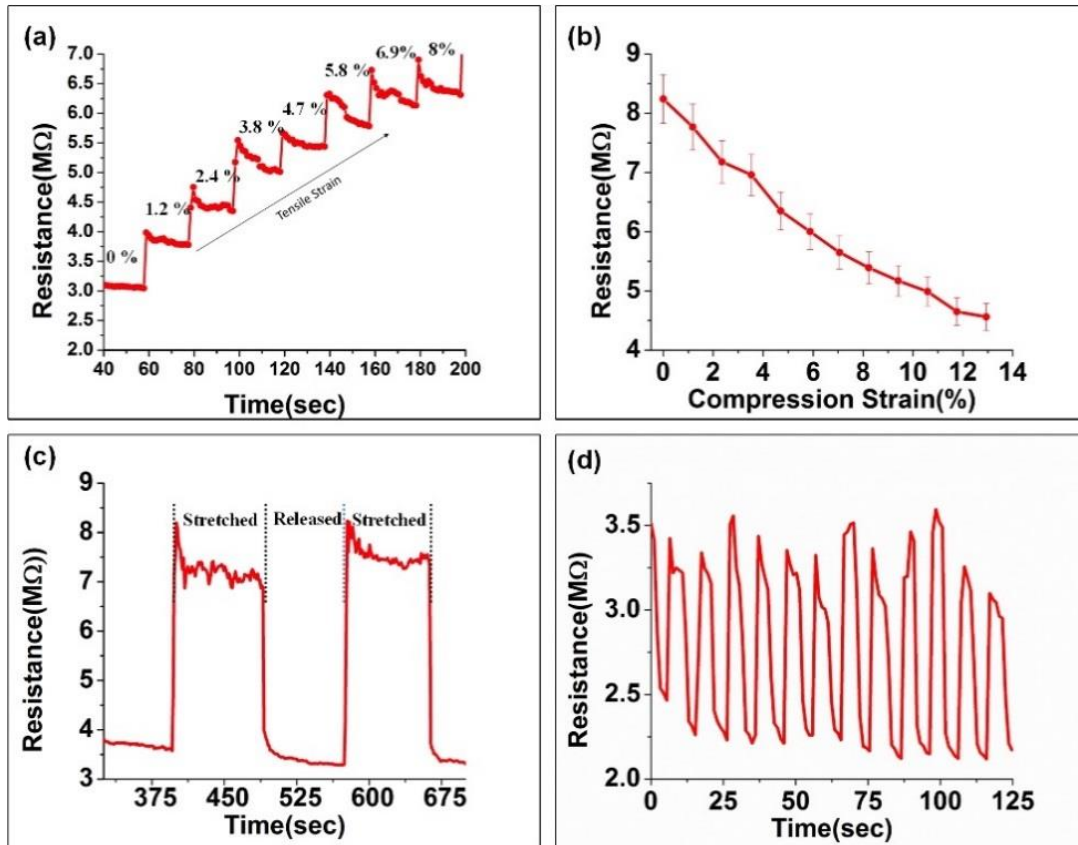 (a)
7.0
6.5
6.0
5.5
5.0
4.5
4.0
3.5
3.0
2.5
2.0
Resistance(MΩ)
0 %
1.2 %
2.4 %
3.8 %
4.7 %
5.8 %
6.9%
8%
Tensile Strain
40 60 80 100 120 140 160 180 200
Time(sec)
(b)
9
8
7
6
5
4
Resistance(MΩ)
0 2 4 6 8 10 12 14
Compression Strain(%)
(c)
9
8
7
6
5
4
3
Resistance(MΩ))
Stretched Released Stretched
375 450 525 600 675
Time(sec)
(d)
3.5
3.0
2.5
2.0
Resistance(MΩ)
0 25 50 75 100 125
Time(sec)